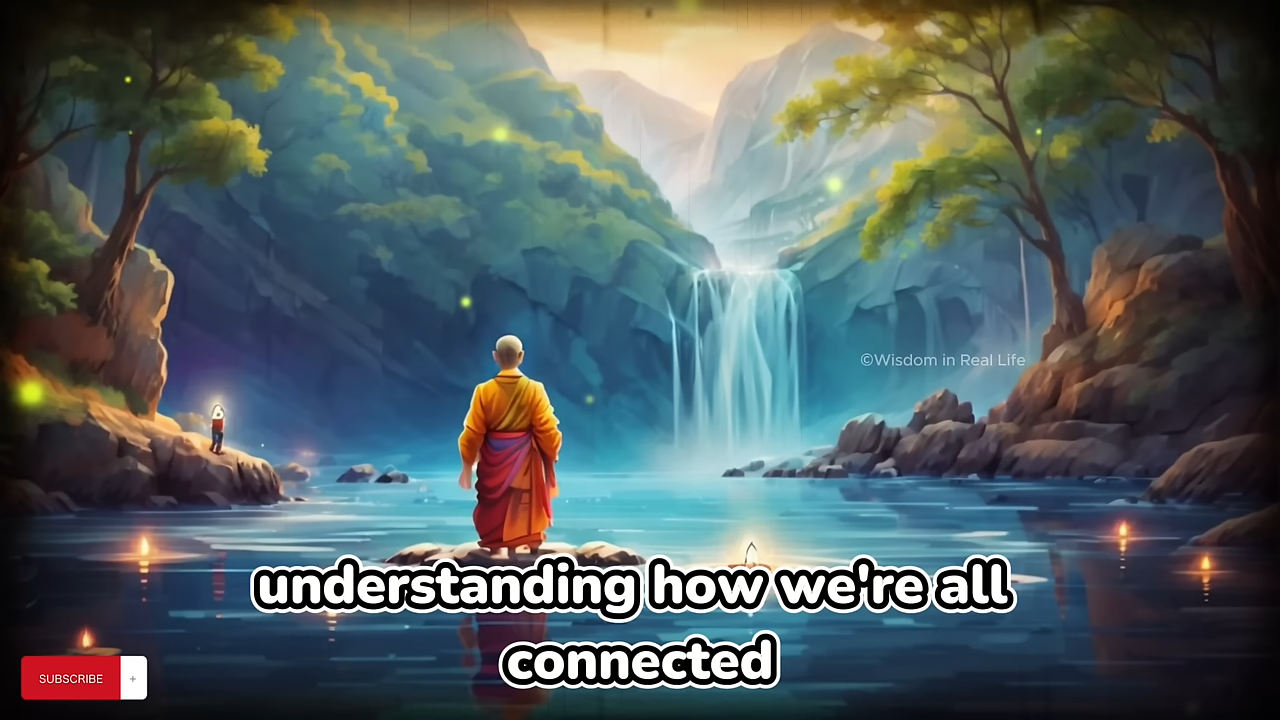 ©Wisdom in Real Life
understanding how we're all
connected
SUBSCRIBE +